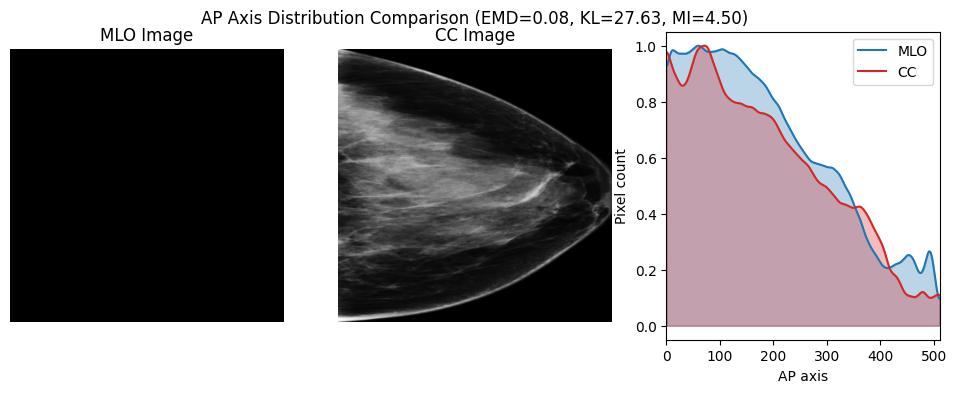 AP Axis Distribution Comparison (EMD=0.08, KL=27.63, MI=4.50)
MLO Image
CC Image
MLO
CC
Pixel count
1.0
0.8
0.6
0.4
0.2
0.0
0 100 200 300 400 500
AP axis